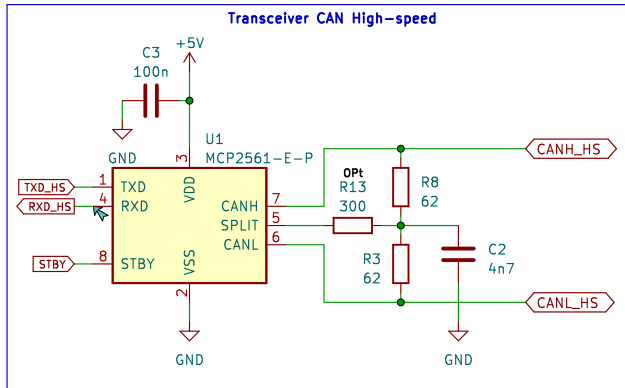 Transceiver CAN High-speed
+5V
C3
100n
GND
U1
MCP2561-E-P
3
VDD
1
TXD_HS
TXD
4
RXD_HS
RXD
8
STBY
STBY
VSS
2
GND
CANH
7
SPLIT
5
CANL
6
OPt
R13
300
R8
62
R3
62
C2
4n7
GND
CANH_HS
CANL_HS